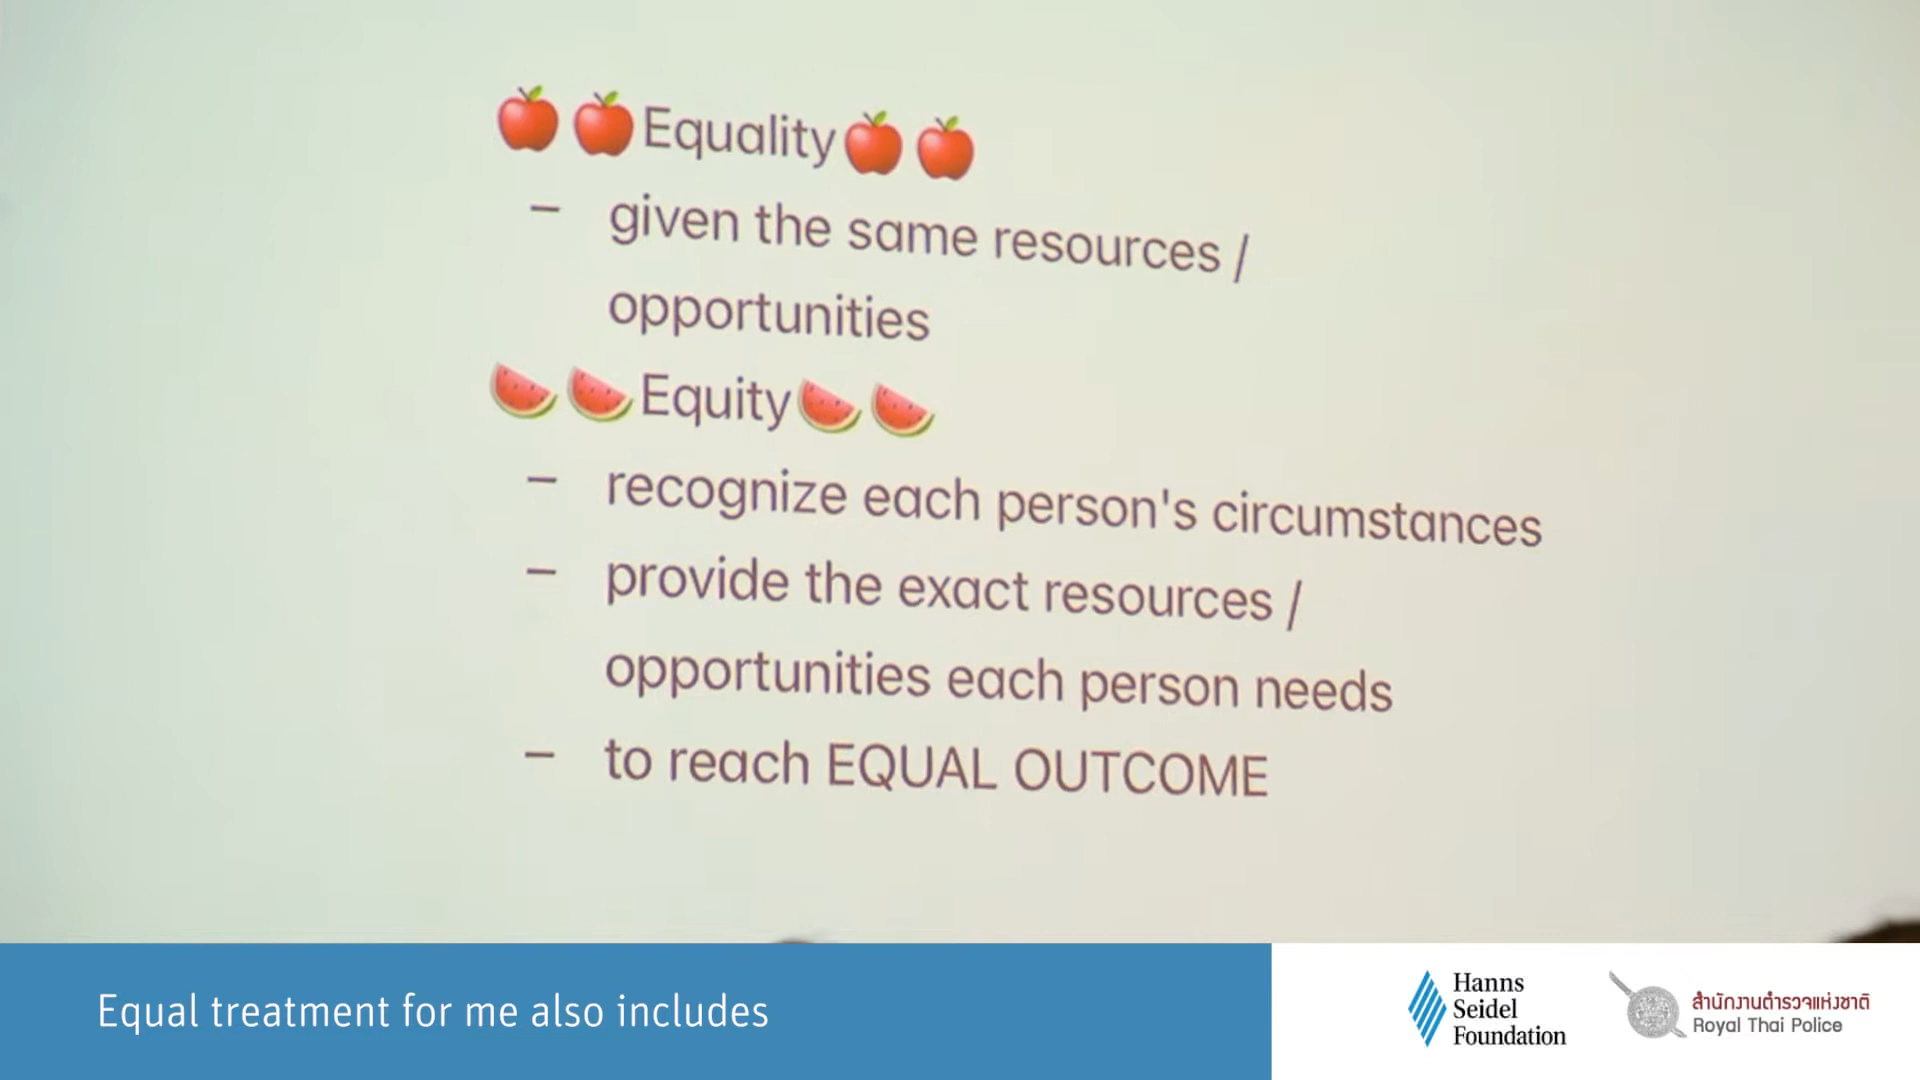 🍎🍎Equality🍎🍎
– given the same resources /
opportunities
🍉🍉Equity🍉🍉
– recognize each person's circumstances
– provide the exact resources /
opportunities each person needs
– to reach EQUAL OUTCOME
Equal treatment for me also includes
Hanns
Seidel
Foundation
สำนักงานตำรวจแห่งชาติ
Royal Thai Police